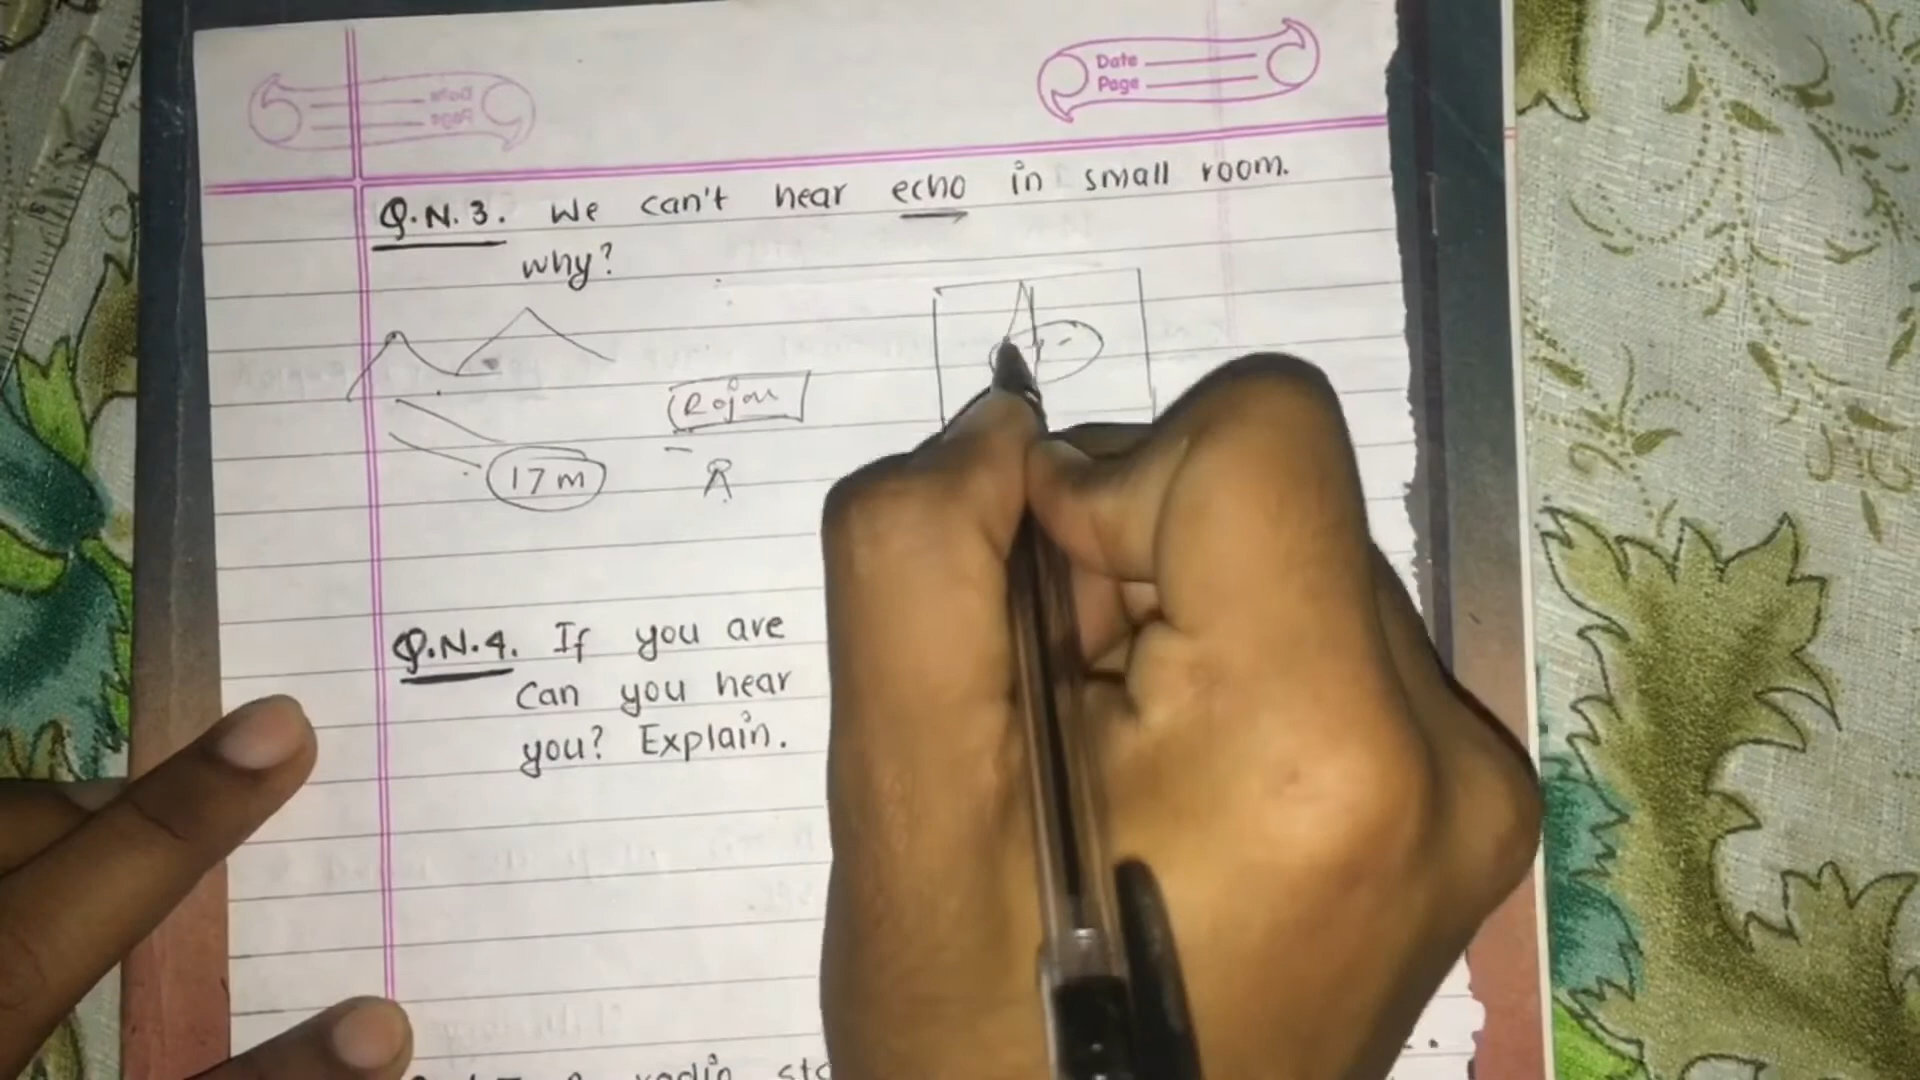 Date
Page
Q.N.3. We can't hear echo in small room.
why?
Rojan
17 m
Q.N.4. If you are
Can you hear
you? Explain.